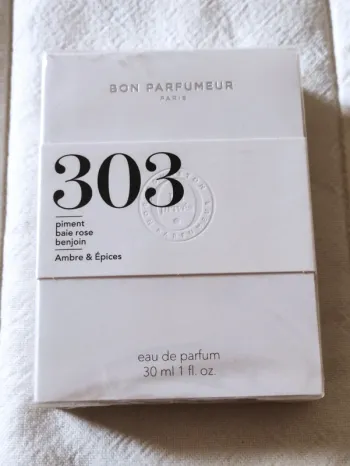 BON PARFUMEUR
PARIS
303
piment
baie rose
benjoin
Ambre & Épices
eau de parfum
30 ml 1 fl. oz.